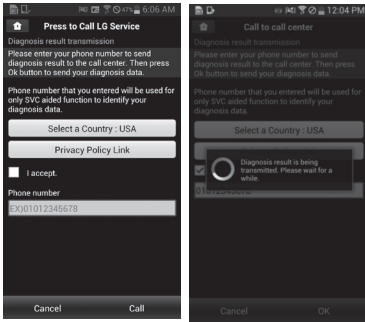 47% 6:06 AM
Press to Call LG Service
Diagnosis result transmission
Please enter your phone number to send
diagnosis result to the call center. Then press
Ok button to send your diagnosis data.
Phone number that you entered will be used for
only SVC aided function to identify your
diagnosis data.
Select a Country : USA
Privacy Policy Link
I accept.
Phone number
EX)01012345678
Cancel Call
12:04 PM
Call to call center
Diagnosis result transmission
Please enter your phone number to send
diagnosis result to the call center. Then press
Ok button to send your diagnosis data.
Phone number that you entered will be used for
only SVC aided function to identify your
diagnosis data.
Select a Country : USA
Diagnosis result is being
transmitted. Please wait for a
while.
Cancel OK